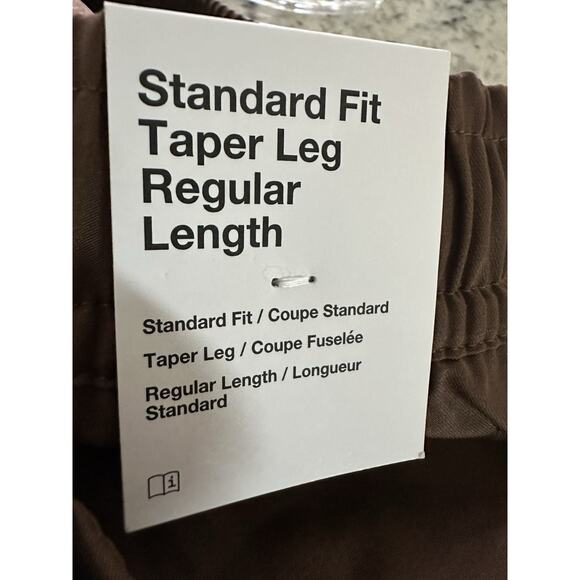 Standard Fit
Taper Leg
Regular
Length
Standard Fit / Coupe Standard
Taper Leg / Coupe Fuselée
Regular Length / Longueur
Standard
i